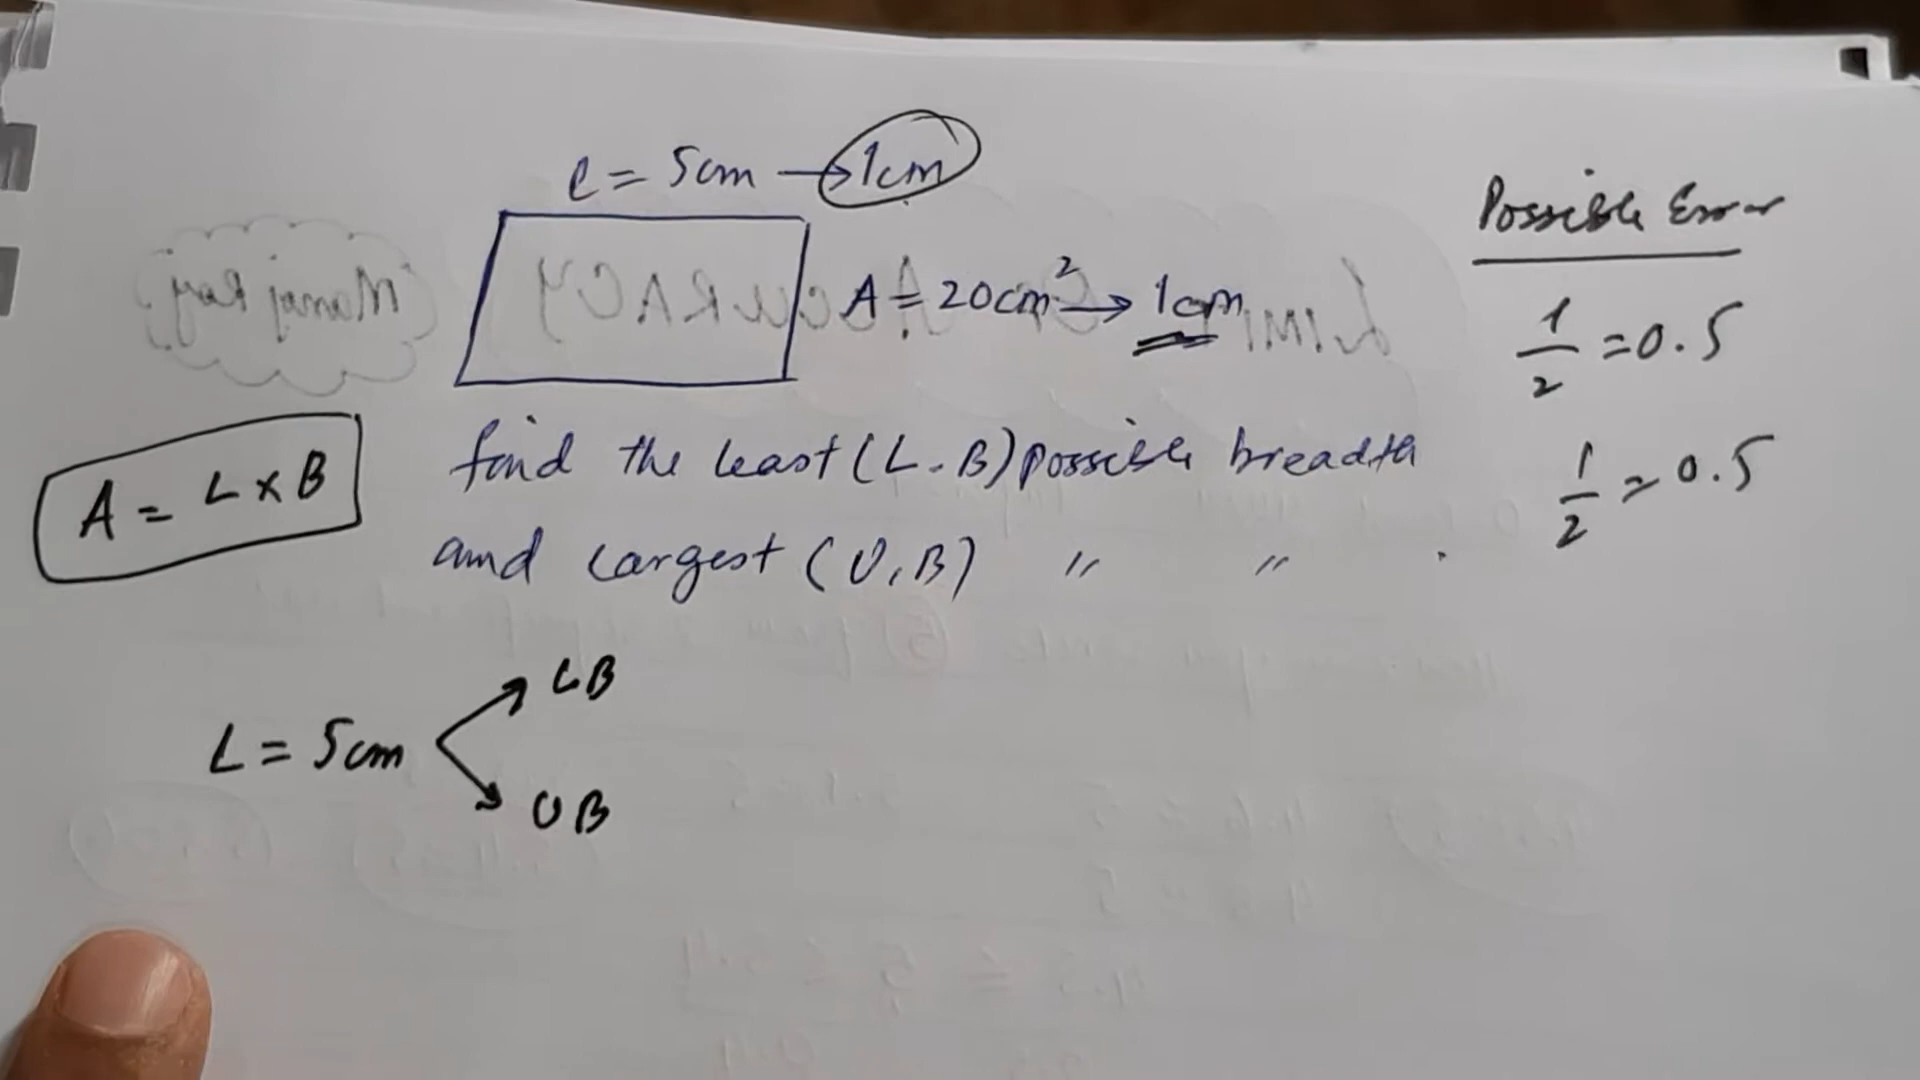 l = 5cm → 1cm
Possible Error
A = 20cm² → 1cm
1/2 = 0.5
A = L x B
find the least (L.B) possible breadth
1/2 = 0.5
and largest (U.B) " " .
L = 5cm
LB
UB